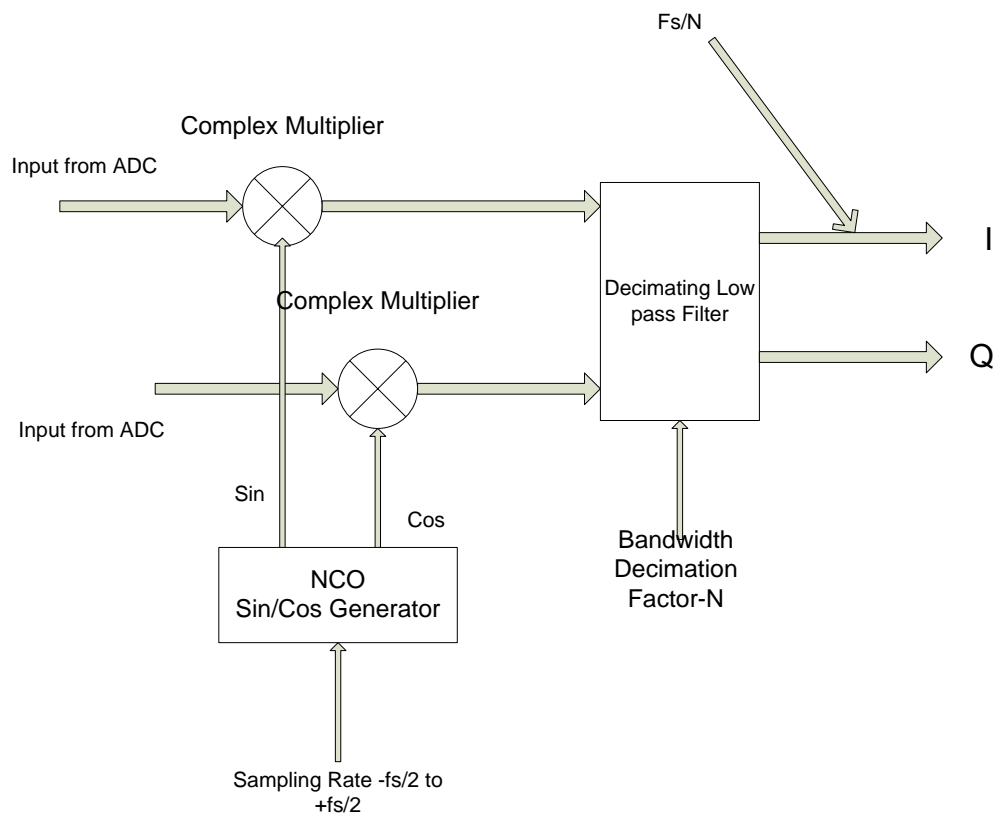 Fs/N
Complex Multiplier
Input from ADC
I
Decimating Low
pass Filter
Complex Multiplier
Q
Input from ADC
Sin
Cos
Bandwidth
Decimation
Factor-N
NCO
Sin/Cos Generator
Sampling Rate -fs/2 to
+fs/2